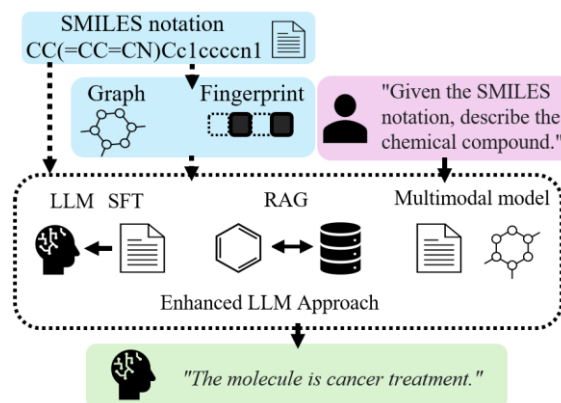 SMILES notation
CC(=CC=CN)Cc1ccccn1
Graph
Fingerprint
"Given the SMILES
notation, describe the
chemical compound."
LLM SFT
RAG
Multimodal model
Enhanced LLM Approach
"The molecule is cancer treatment."